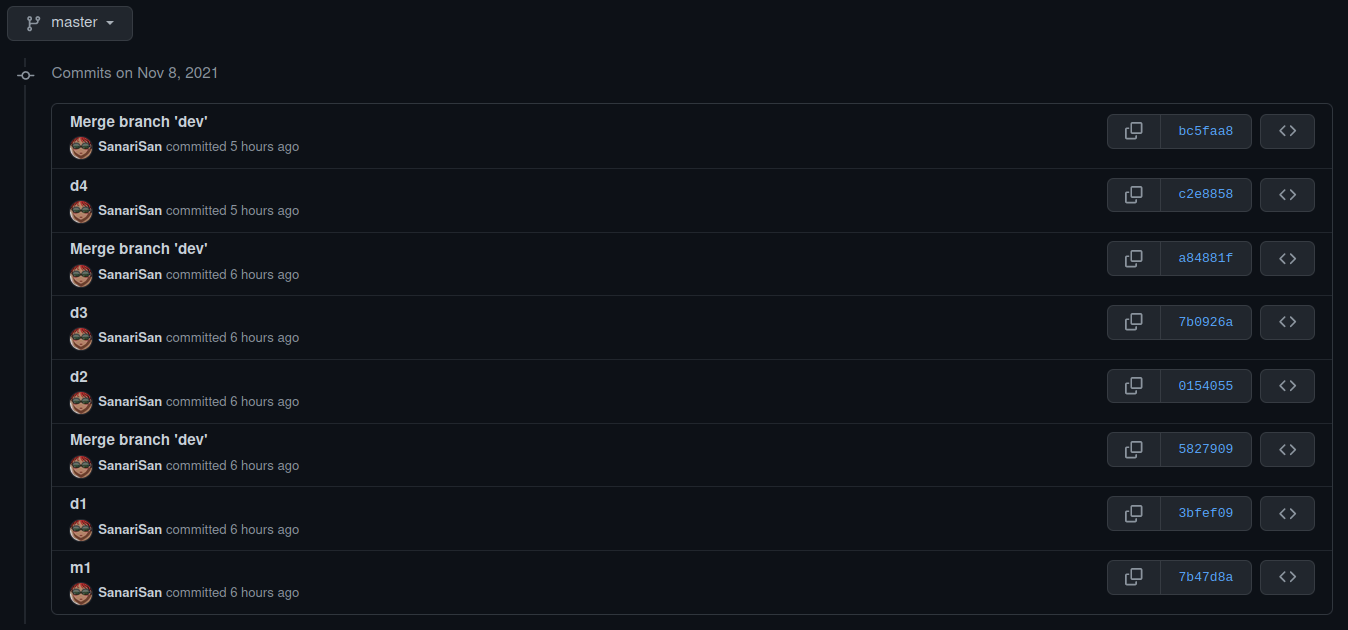 master
Commits on Nov 8, 2021
Merge branch 'dev'
SanariSan committed 5 hours ago
bc5faa8
d4
SanariSan committed 5 hours ago
c2e8858
Merge branch 'dev'
SanariSan committed 6 hours ago
a84881f
d3
SanariSan committed 6 hours ago
7b0926a
d2
SanariSan committed 6 hours ago
0154055
Merge branch 'dev'
SanariSan committed 6 hours ago
5827909
d1
SanariSan committed 6 hours ago
3bfef09
m1
SanariSan committed 6 hours ago
7b47d8a